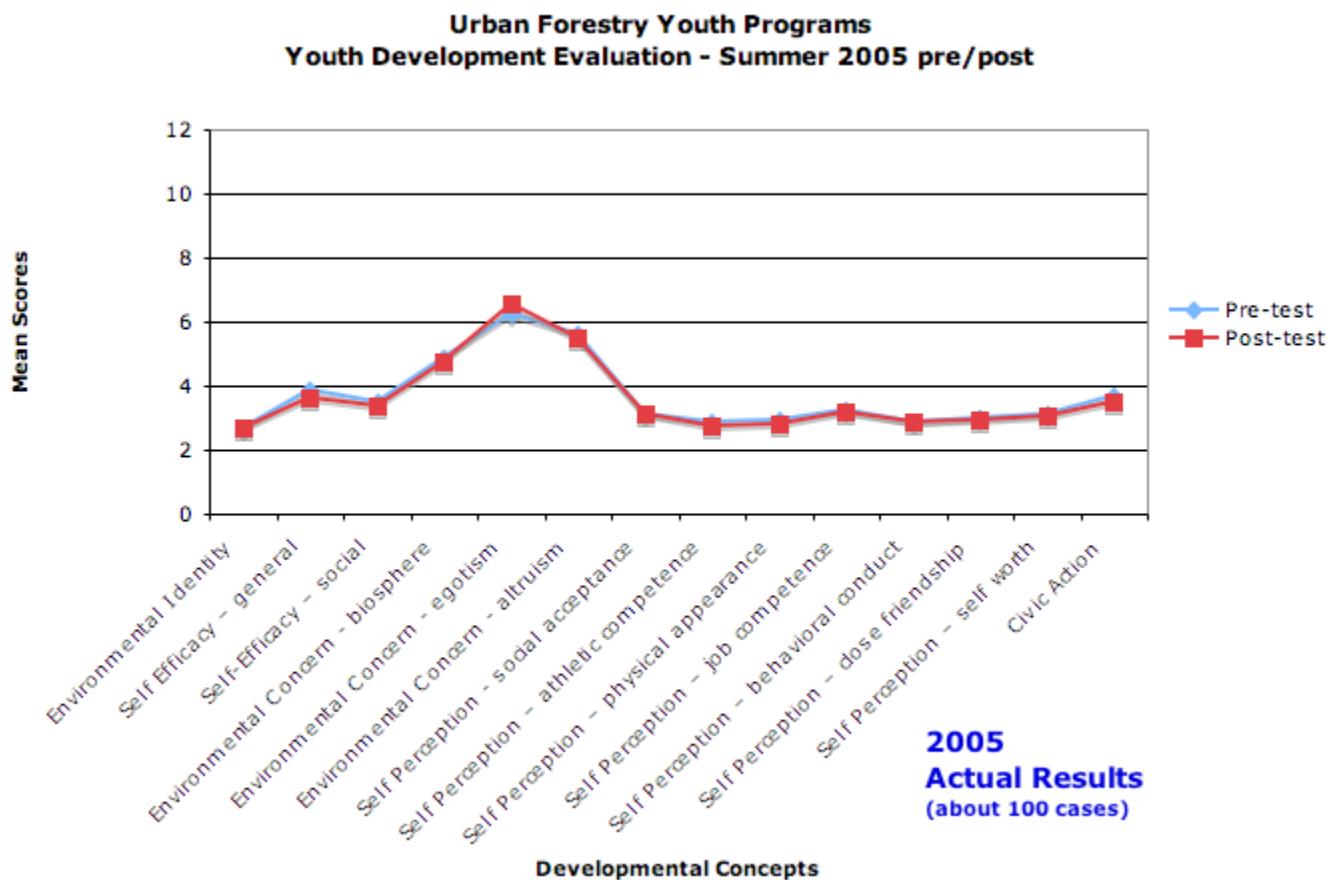 Urban Forestry Youth Programs
Youth Development Evaluation - Summer 2005 pre/post
Mean Scores
12
10
8
6
4
2
0
Pre-test
Post-test
Environmental Identity
Self Efficacy – general
Self-Efficacy – social
Environmental Concern - biosphere
Environmental Concern - egotism
Environmental Concern - altruism
Self Perception - social acceptance
Self Perception – athletic competence
Self Perception – physical appearance
Self Perception – job competence
Self Perception – behavioral conduct
Self Perception – dose friendship
Self Perception – self worth
Civic Action
2005
Actual Results
(about 100 cases)
Developmental Concepts